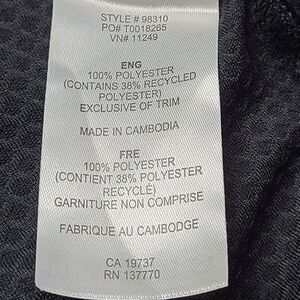 STYLE # 98310
PO# T0018265
VN# 11249
ENG
100% POLYESTER
(CONTAINS 38% RECYCLED
POLYESTER)
EXCLUSIVE OF TRIM
MADE IN CAMBODIA
FRE
100% POLYESTER
(CONTIENT 38% POLYESTER
RECYCLÉ)
GARNITURE NON COMPRISE
FABRIQUE AU CAMBODGE
CA 19737
RN 137770